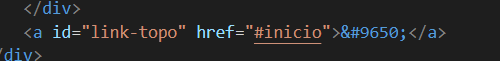 </div>
<a id="link-topo" href="#inicio">&#9650;</a>
</div>